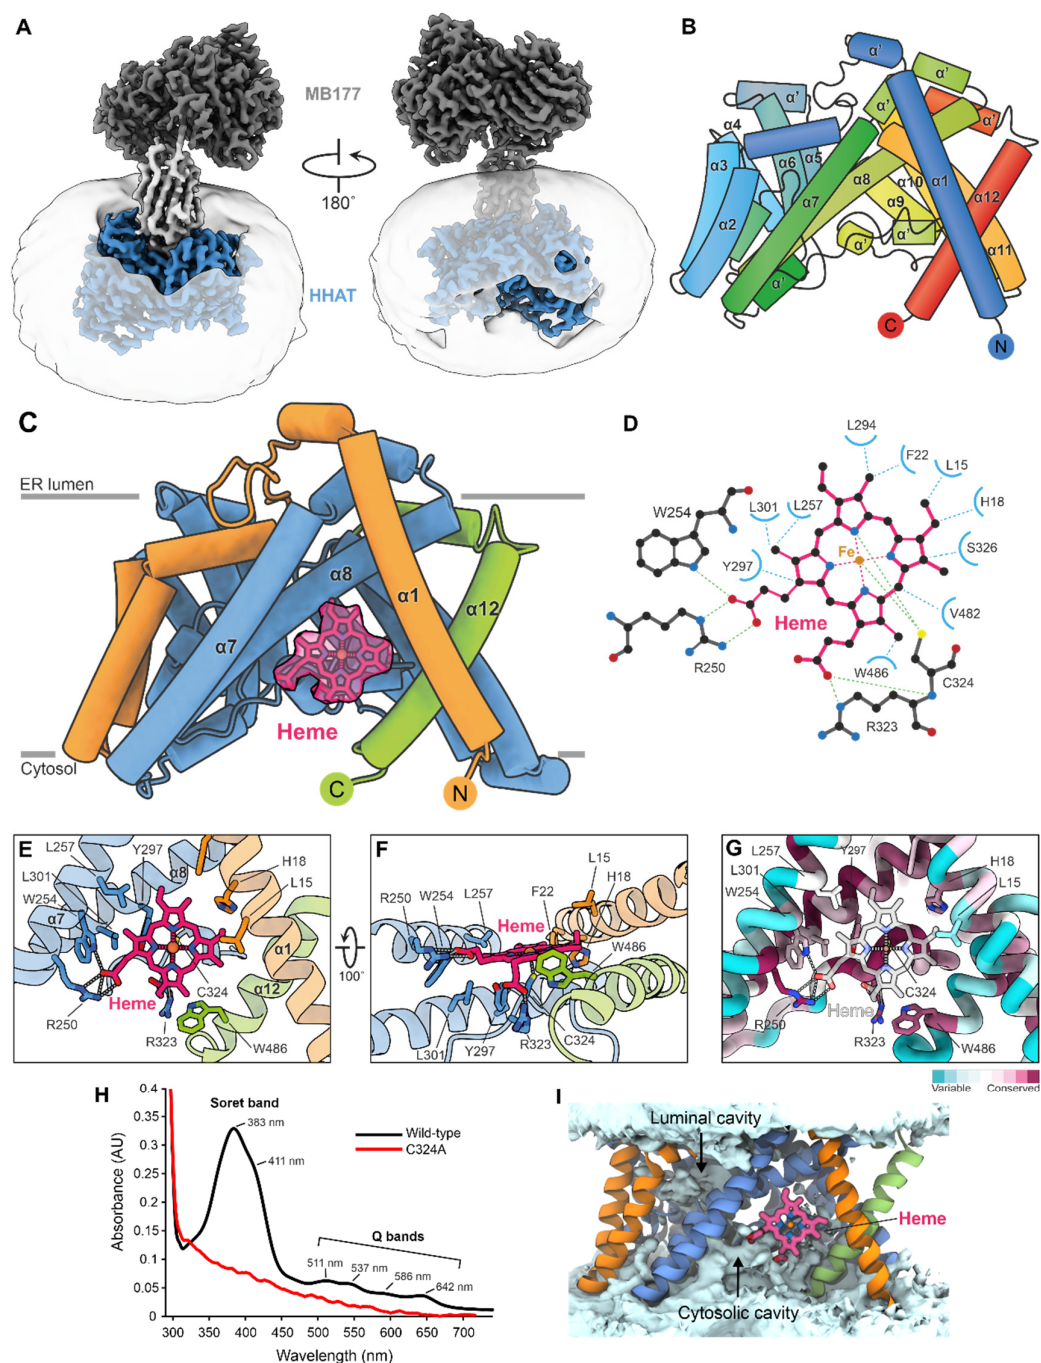 A
MB177
180°
HHAT
B
α'
α'
α'
α'
α'
α4
α3
α6
α5
α2
α7
α8
α10
α9
α1
α12
α'
α'
α11
α'
C
N
C
ER lumen
α8
α1
α7
α12
Heme
Cytosol
C
N
D
L294
F22
L15
W254
L301
L257
H18
Fe
S326
Y297
Heme
V482
R250
W486
C324
R323
E
L257
Y297
α8
H18
L301
L15
W254
α7
α1
Heme
C324
α12
R250
R323
W486
100°
F
L15
R250
W254
L257
F22
H18
Heme
W486
L301
Y297
R323
C324
G
L257
Y297
H18
L301
W254
L15
C324
Heme
R250
R323
W486
Variable
Conserved
H
0.4
0.35
0.3
0.25
0.2
0.15
0.1
0.05
0
Absorbance (AU)
Soret band
383 nm
411 nm
Wild-type
C324A
Q bands
511 nm
537 nm
586 nm
642 nm
300
400
500
600
700
Wavelength (nm)
I
Luminal cavity
Heme
Cytosolic cavity